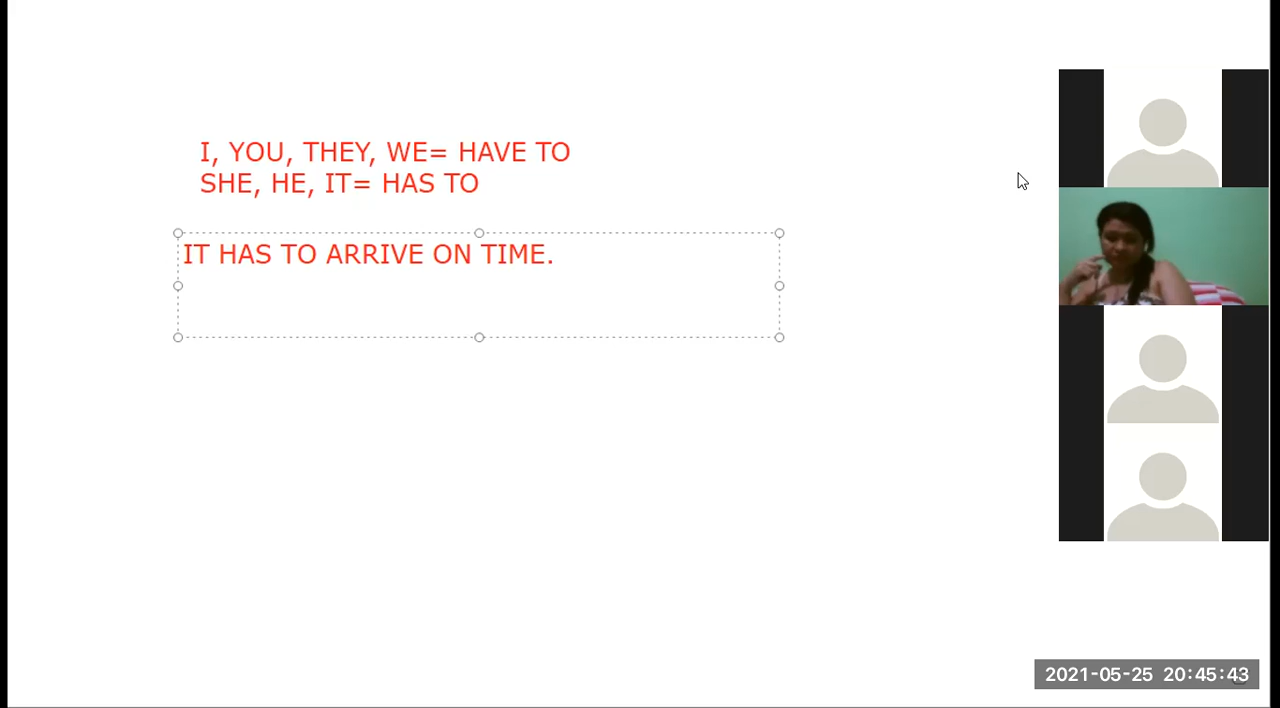 I, YOU, THEY, WE= HAVE TO
SHE, HE, IT= HAS TO
IT HAS TO ARRIVE ON TIME.
2021-05-25 20:45:43